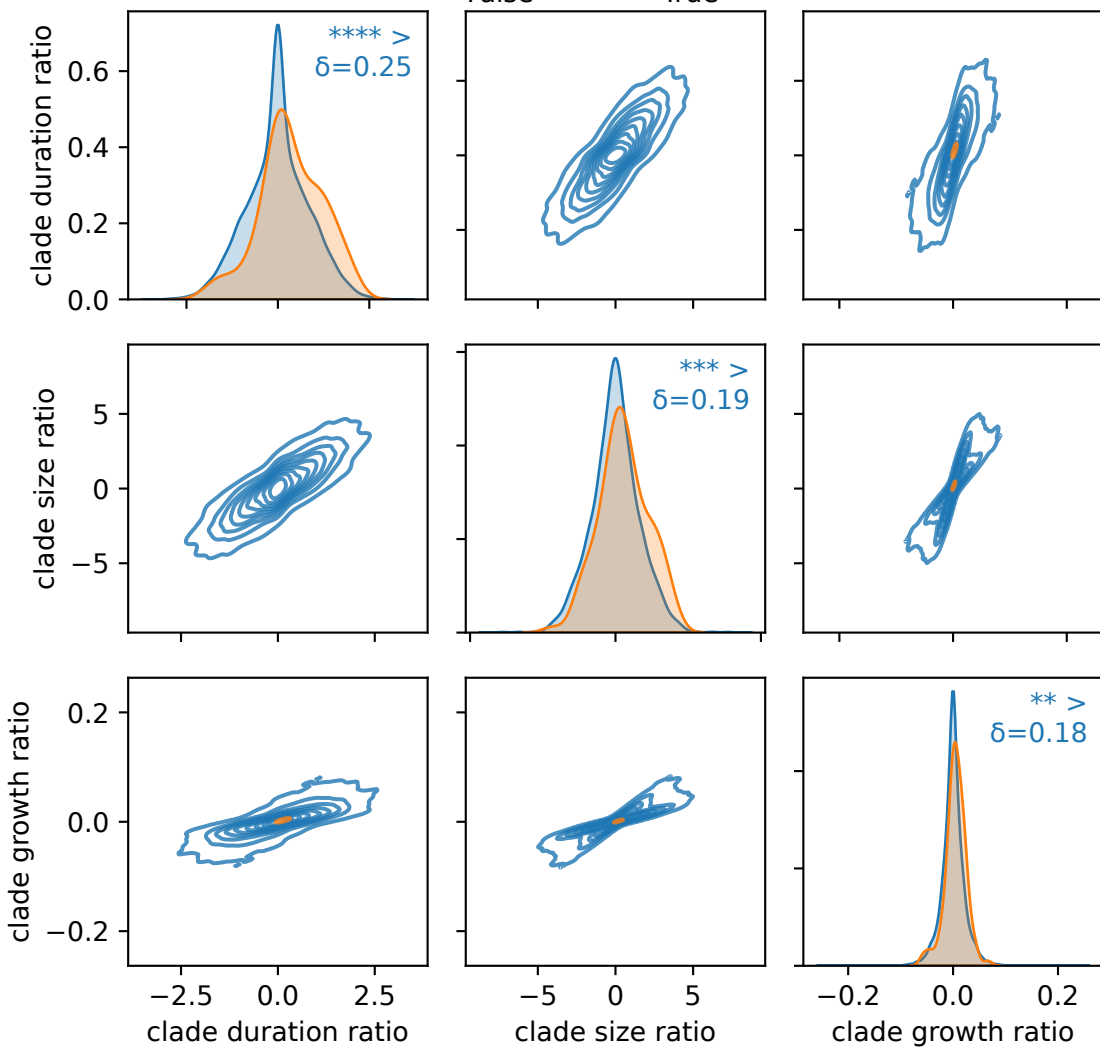 clade duration ratio
0.6
0.4
0.2
0.0
**** >
δ=0.25
clade size ratio
5
0
−5
*** >
δ=0.19
clade growth ratio
0.2
0.0
−0.2
** >
δ=0.18
−2.5 0.0 2.5
−5 0 5
−0.2 0.0 0.2
clade duration ratio
clade size ratio
clade growth ratio